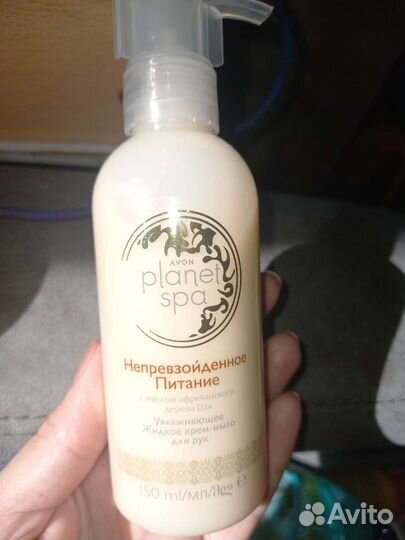 AVON
planet
spa
Непревзойденное
Питание
с маслом африканского
дерева Ши
Увлажняющее
Жидкое крем-мыло
для рук
150 ml/мл/
Avito